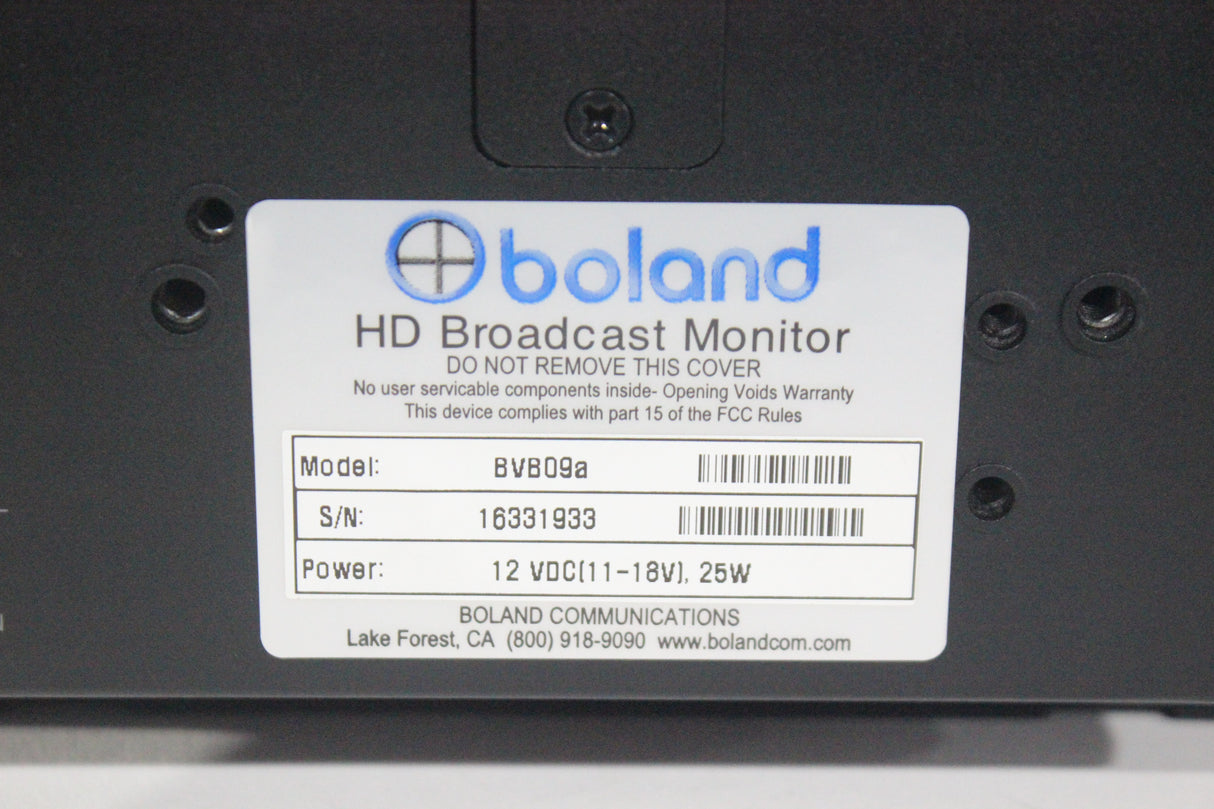 boland
HD Broadcast Monitor
DO NOT REMOVE THIS COVER
No user servicable components inside- Opening Voids Warranty
This device complies with part 15 of the FCC Rules
Model: BVB09a
S/N: 16331933
Power: 12 VDC(11-18V), 25W
BOLAND COMMUNICATIONS
Lake Forest, CA (800) 918-9090 www.bolandcom.com